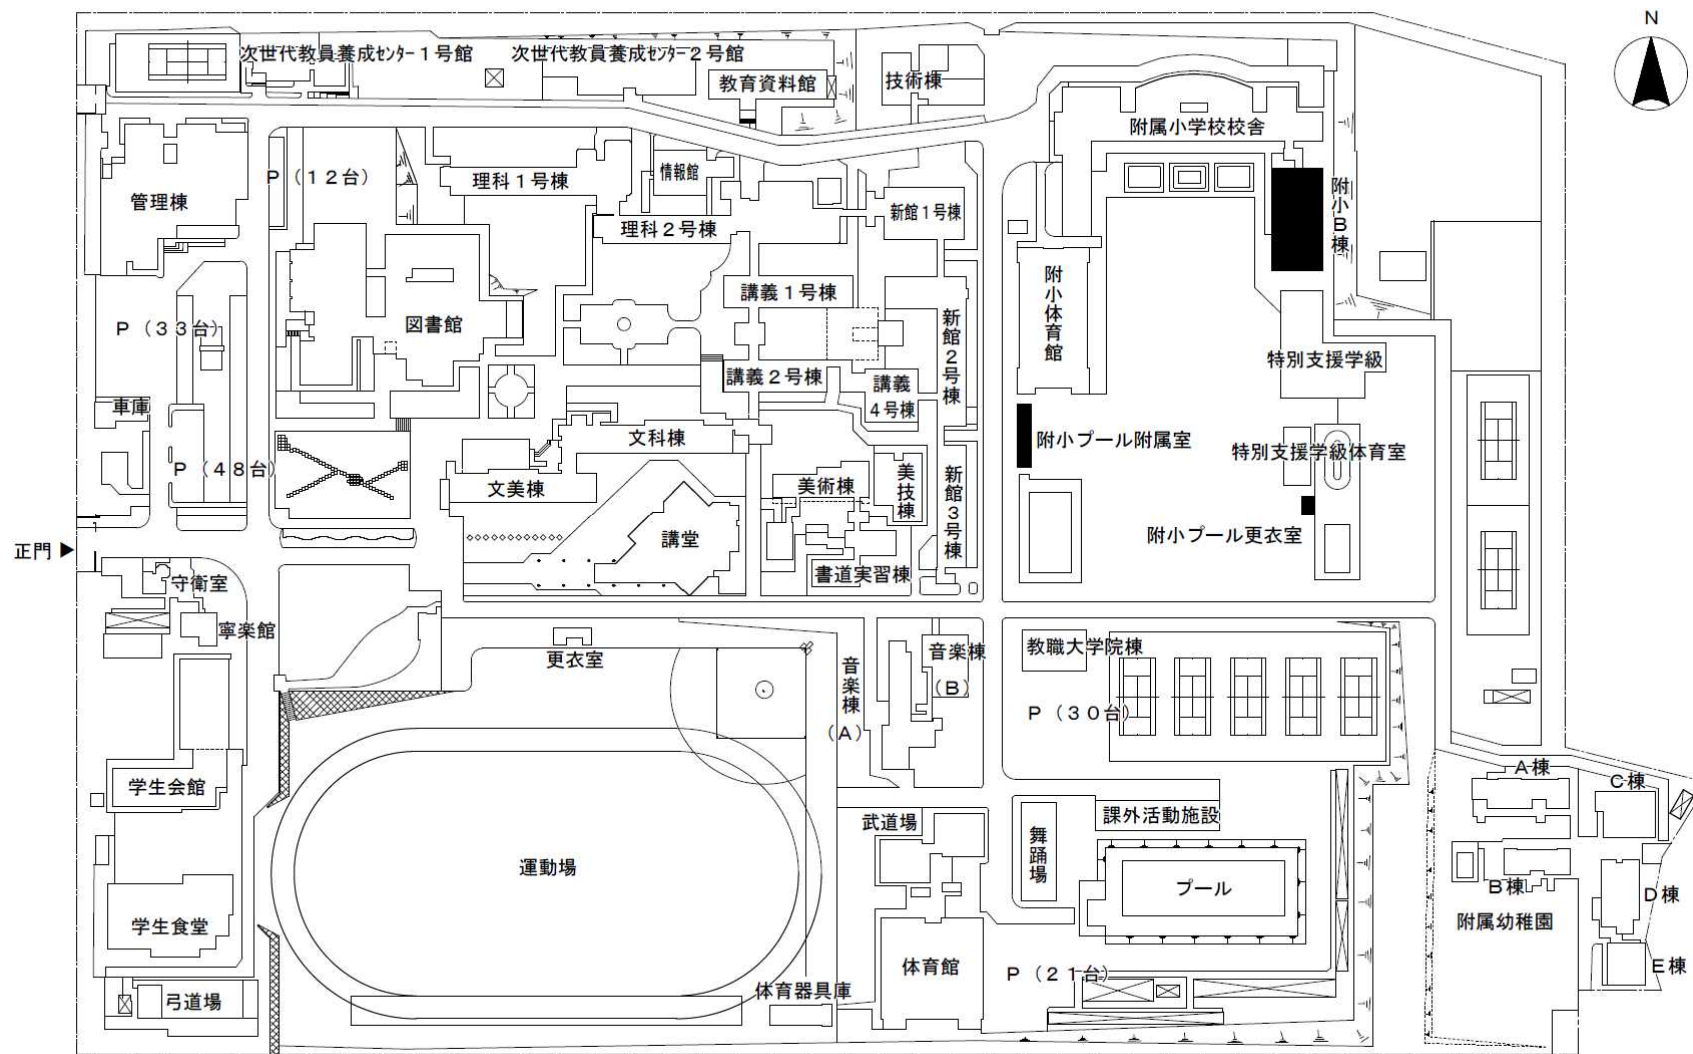 N
次世代教員養成ｾﾝﾀｰ１号館
次世代教員養成ｾﾝﾀｰ２号館
教育資料館
技術棟
附属小学校校舎
管理棟
P（１２台）
理科１号棟
情報館
理科２号棟
新館１号棟
附小B棟
P（３３台）
図書館
講義１号棟
新館２号棟
附小体育館
講義２号棟
講義
４号棟
特別支援学級
車庫
P（４８台）
文科棟
文美棟
美術棟
美技棟
新館３号棟
附小プール附属室
特別支援学級体育室
正門
講堂
書道実習棟
附小プール更衣室
守衛室
寧楽館
更衣室
音楽棟
（A）
音楽棟
（B）
教職大学院棟
P（３０台）
学生会館
運動場
武道場
舞踊場
課外活動施設
プール
A棟
C棟
B棟
D棟
附属幼稚園
学生食堂
体育館
P（２１台）
E棟
弓道場
体育器具庫